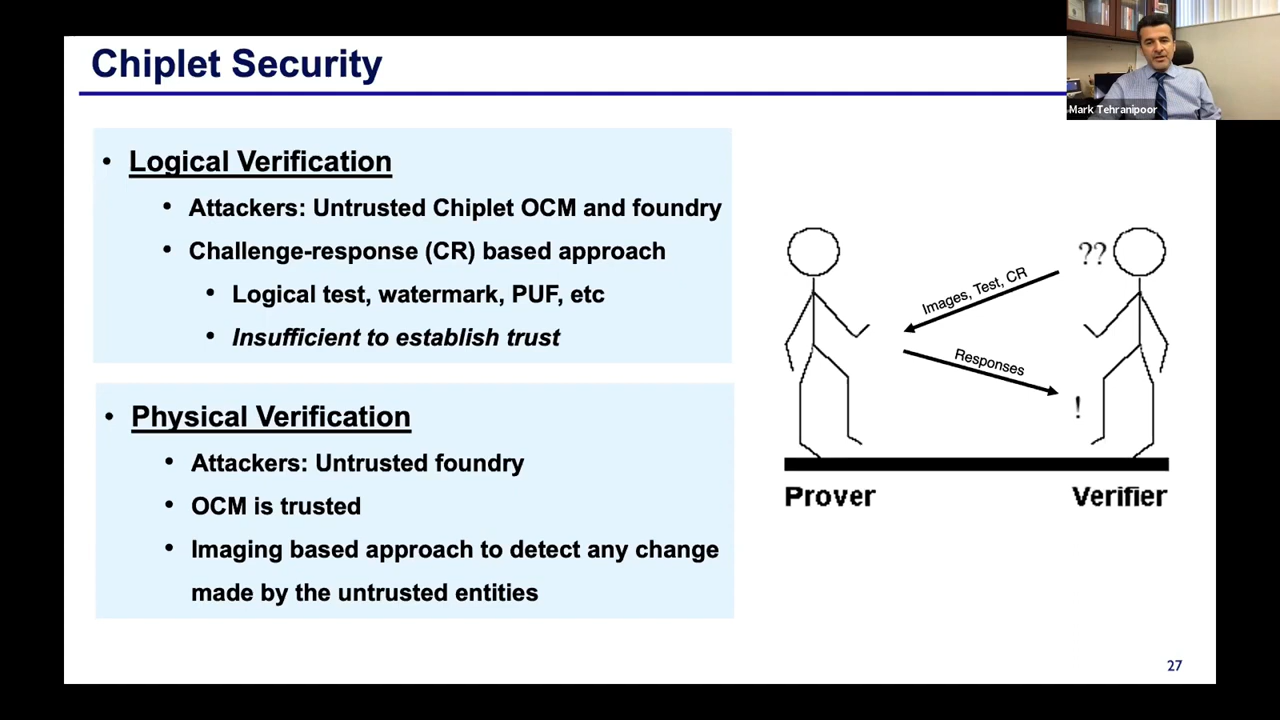 Chiplet Security
Mark Tehranipoor
• Logical Verification
• Attackers: Untrusted Chiplet OCM and foundry
• Challenge-response (CR) based approach
• Logical test, watermark, PUF, etc
• Insufficient to establish trust
• Physical Verification
• Attackers: Untrusted foundry
• OCM is trusted
• Imaging based approach to detect any change
made by the untrusted entities
??
Images, Test, CR
Responses
!
Prover
Verifier
27